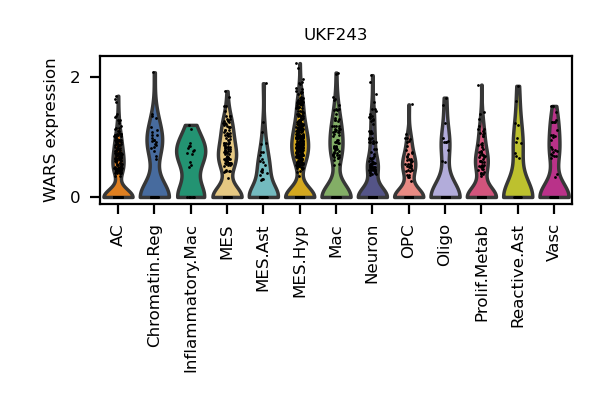 UKF243
WARS expression
2
0
AC
Chromatin.Reg
Inflammatory.Mac
MES
MES.Ast
MES.Hyp
Mac
Neuron
OPC
Oligo
Prolif.Metab
Reactive.Ast
Vasc